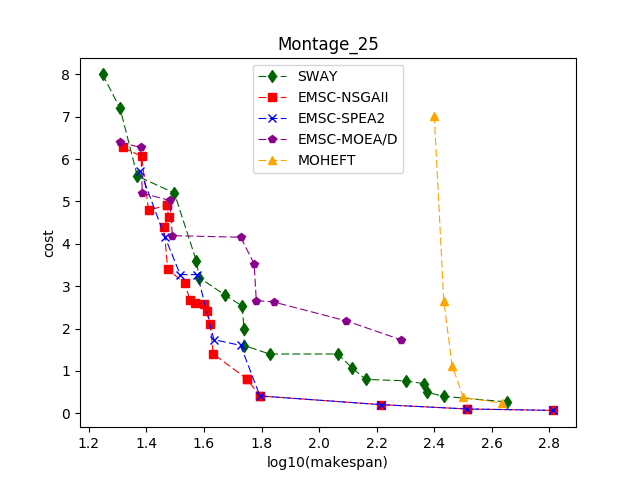 Montage_25
SWAY
EMSC-NSGAII
EMSC-SPEA2
EMSC-MOEA/D
MOHEFT
cost
8
7
6
5
4
3
2
1
0
1.2 1.4 1.6 1.8 2.0 2.2 2.4 2.6 2.8
log10(makespan)